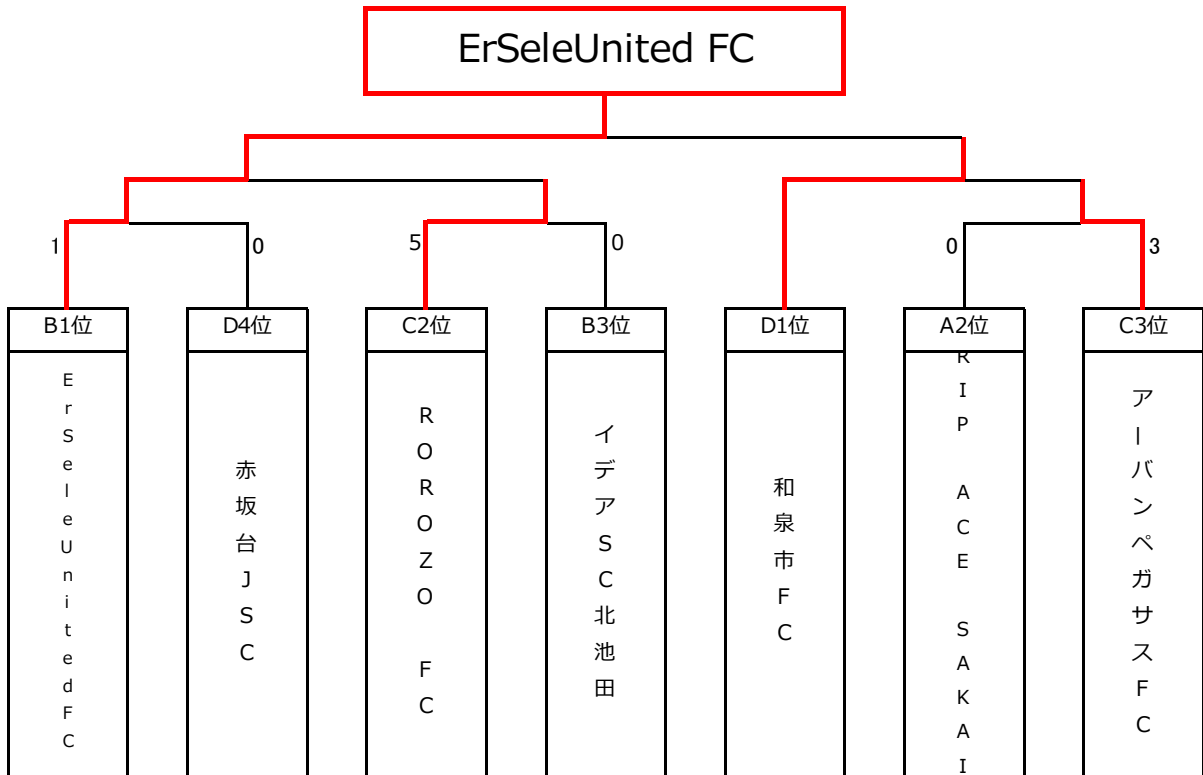 ErSeleUnited FC
1
0
5
0
0
3
B1位
D4位
C2位
B3位
D1位
A2位
C3位
ErSeleUnitedFC
赤坂台JSC
ROROZO FC
イデアSC北池田
和泉市FC
RIP ACE SAKAI
アーバンペガサスFC